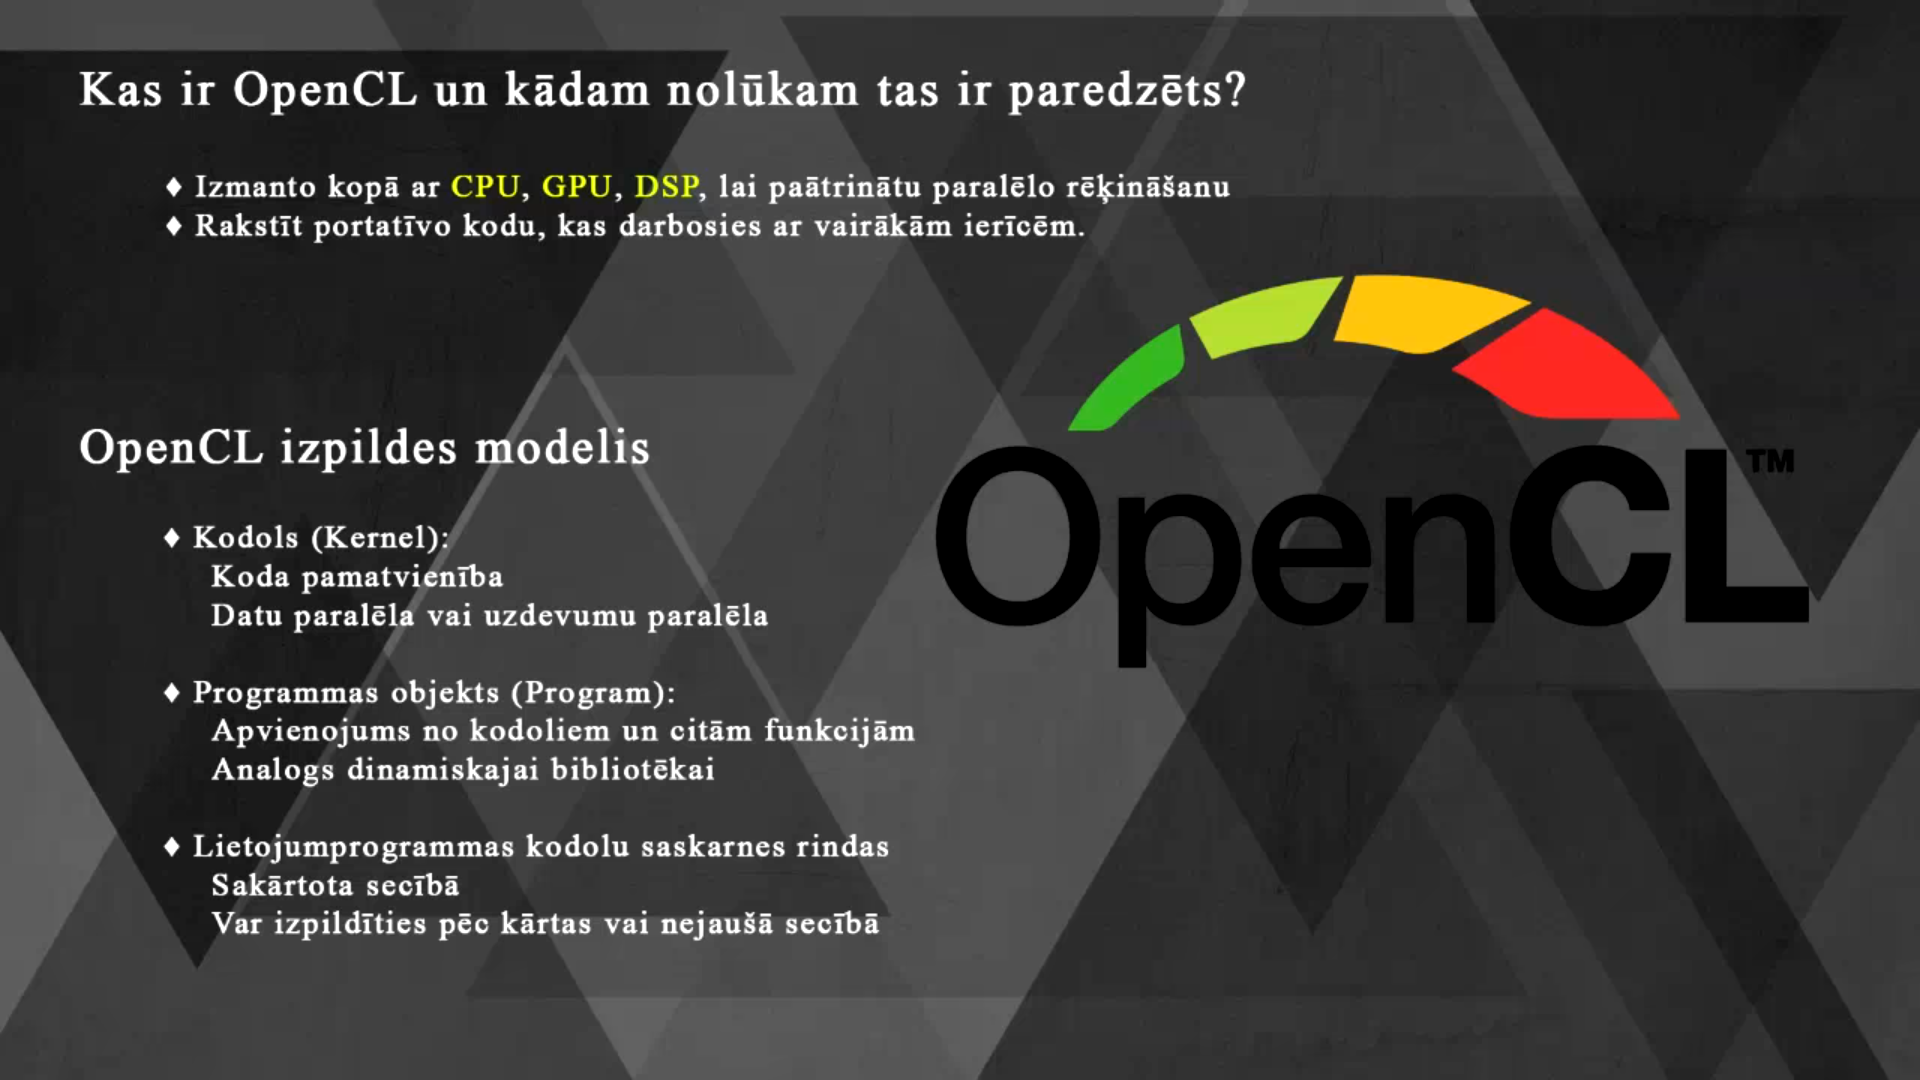 Kas ir OpenCL un kādam nolūkam tas ir paredzēts?
♦ Izmanto kopā ar CPU, GPU, DSP, lai paātrinātu paralēlo rēķināšanu
♦ Rakstīt portatīvo kodu, kas darbosies ar vairākām ierīcēm.
OpenCL™
OpenCL izpildes modelis
♦ Kodols (Kernel):
Koda pamatvienība
Datu paralēla vai uzdevumu paralēla
♦ Programmas objekts (Program):
Apvienojums no kodoliem un citām funkcijām
Analogs dinamiskajai bibliotēkai
♦ Lietojumprogrammas kodolu saskarnes rindas
Sakārtota secībā
Var izpildīties pēc kārtas vai nejaušā secībā